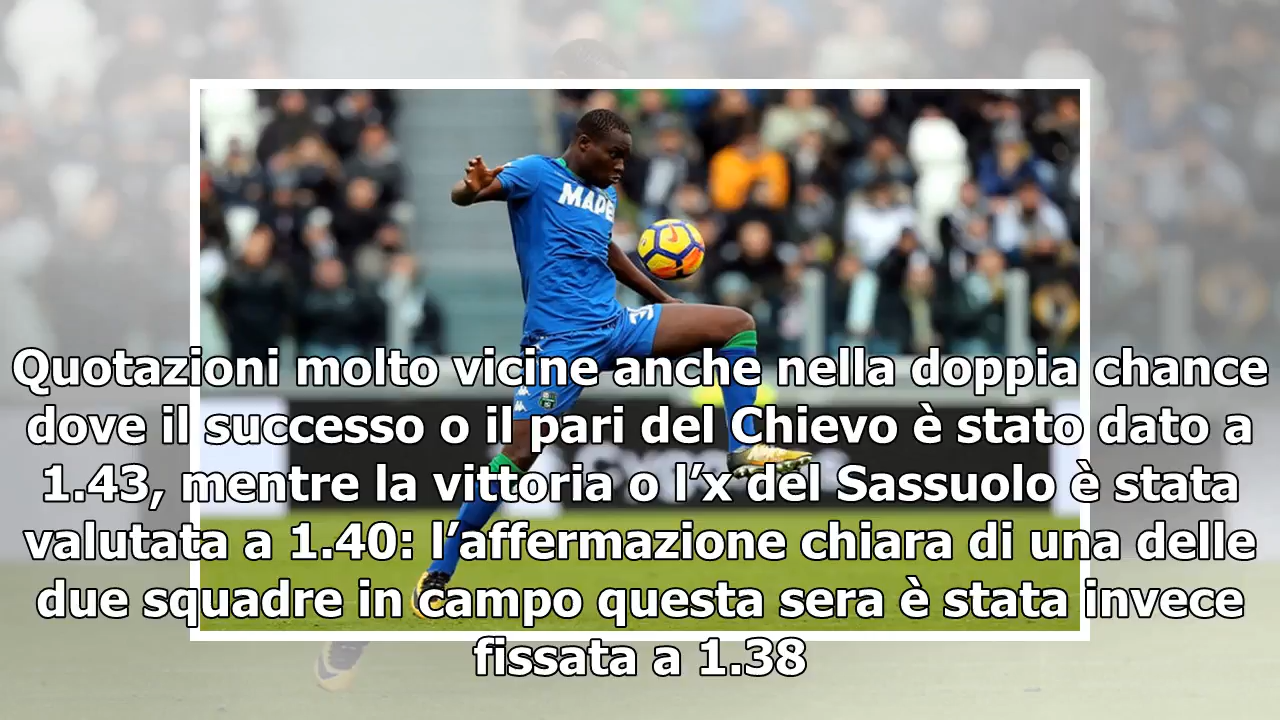 MAPE
Quotazioni molto vicine anche nella doppia chance
dove il successo o il pari del Chievo è stato dato a
1.43, mentre la vittoria o l’x del Sassuolo è stata
valutata a 1.40: l’affermazione chiara di una delle
due squadre in campo questa sera è stata invece
fissata a 1.38